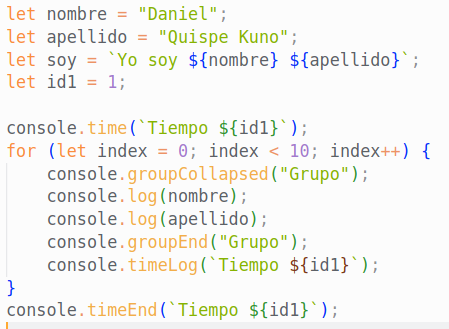 let nombre = "Daniel";
let apellido = "Quispe Kuno";
let soy = `Yo soy ${nombre} ${apellido}`;
let id1 = 1;

console.time(`Tiempo ${id1}`);
for (let index = 0; index < 10; index++) {
    console.groupCollapsed("Grupo");
    console.log(nombre);
    console.log(apellido);
    console.groupEnd("Grupo");
    console.timeLog(`Tiempo ${id1}`);
}
console.timeEnd(`Tiempo ${id1}`);